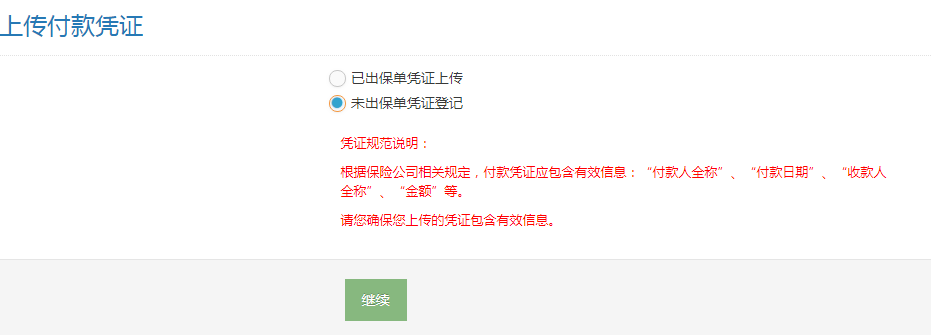 上传付款凭证
已出保单凭证上传
未出保单凭证登记
凭证规范说明：
根据保险公司相关规定，付款凭证应包含有效信息：“付款人全称”、“付款日期”、“收款人
全称”、“金额”等。
请您确保您上传的凭证包含有效信息。
继续